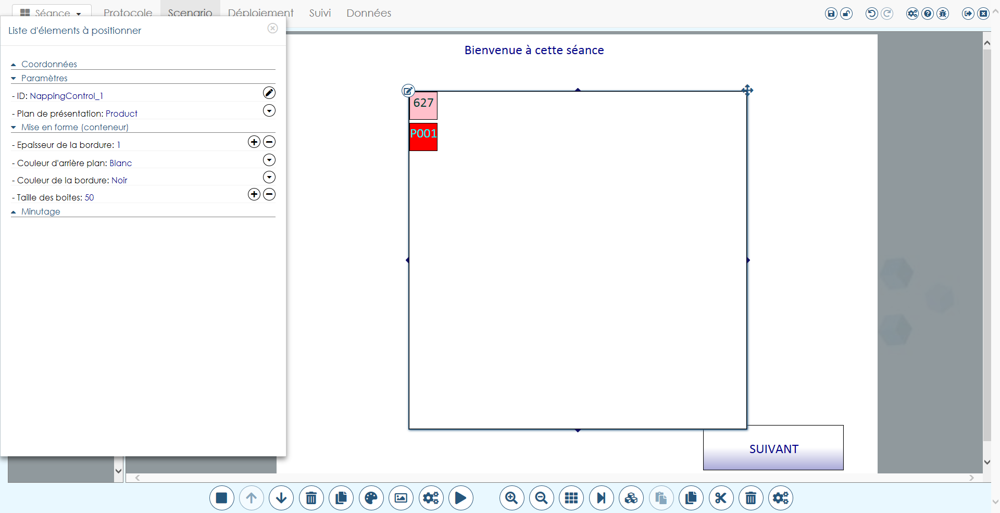 Séance Protocole Scenario Déploiement Suivi Données
Liste d'élements à positionner
Coordonnées
Paramètres
- ID: NappingControl_1
- Plan de présentation: Product
Mise en forme (conteneur)
- Epaisseur de la bordure: 1
- Couleur d'arrière plan: Blanc
- Couleur de la bordure: Noir
- Taille des boites: 50
Minutage
Bienvenue à cette séance
627
P001
SUIVANT